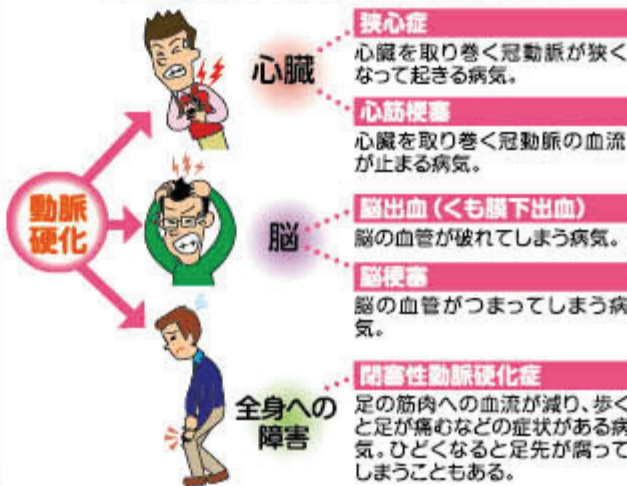 動脈
硬化
心臓
狭心症
心臓を取り巻く冠動脈が狭く
なって起きる病気。
心筋梗塞
心臓を取り巻く冠動脈の血流
が止まる病気。
脳
脳出血(くも膜下出血)
脳の血管が破れてしまう病気。
脳梗塞
脳の血管がつまってしまう病
気。
全身への
障害
閉塞性動脈硬化症
足の筋肉への血流が減り、歩く
と足が痛むなどの症状がある病
気。ひどくなると足先が腐って
しまうこともある。